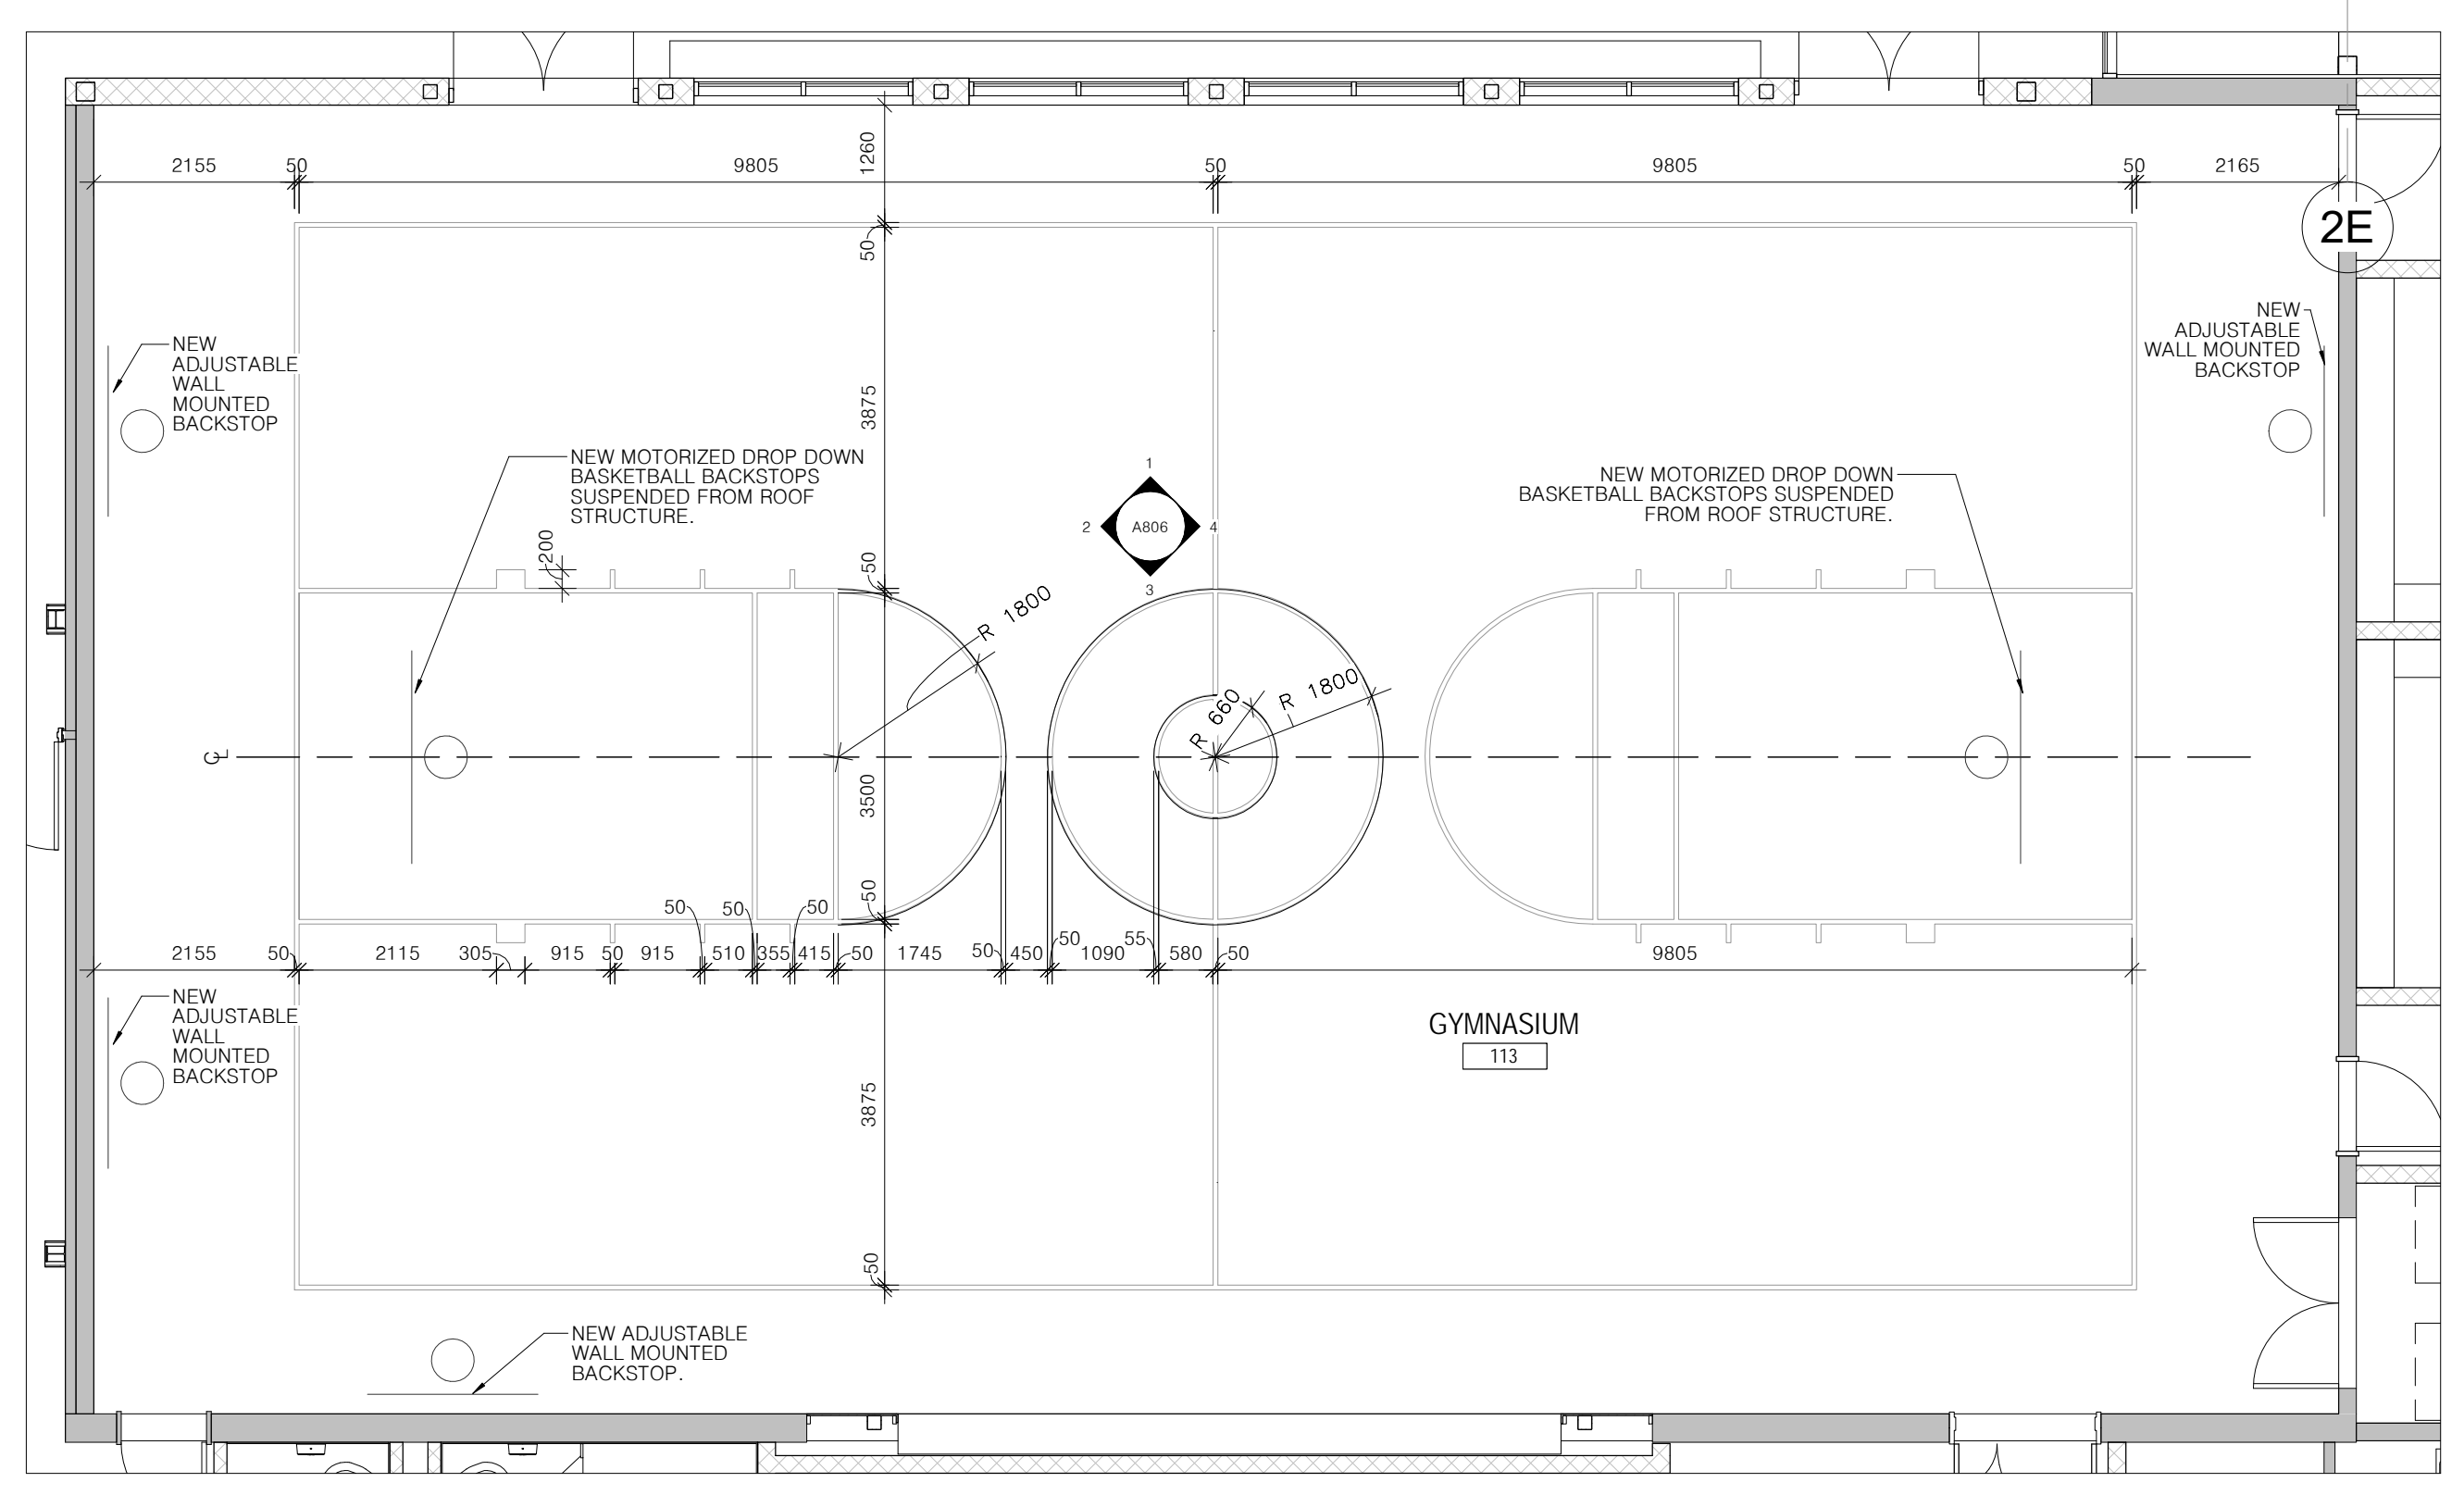 1260
2155 50 9805 50 9805 50 2165
2E
50
NEW
ADJUSTABLE
WALL
MOUNTED
BACKSTOP
NEW
ADJUSTABLE
WALL MOUNTED
BACKSTOP
3875
NEW MOTORIZED DROP DOWN
BASKETBALL BACKSTOPS
SUSPENDED FROM ROOF
STRUCTURE.
1
2 A806 4
3
NEW MOTORIZED DROP DOWN
BASKETBALL BACKSTOPS SUSPENDED
FROM ROOF STRUCTURE.
200
50
R 1800
R 660
R 1800
CL
3500
50
50 50 50
2155 50 2115 305 915 50 915 510 355 415 50 1745 50 450 50 1090 55 580 50 9805
NEW
ADJUSTABLE
WALL
MOUNTED
BACKSTOP
GYMNASIUM
113
3875
50
NEW ADJUSTABLE
WALL MOUNTED
BACKSTOP.